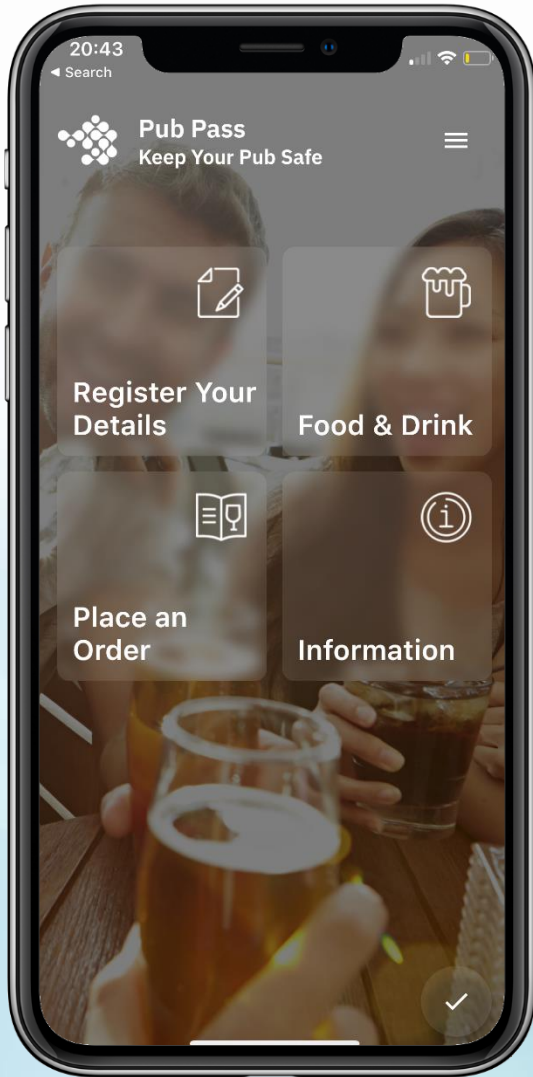 20:43
◄ Search
Pub Pass
Keep Your Pub Safe
Register Your
Details
Food & Drink
Place an
Order
Information